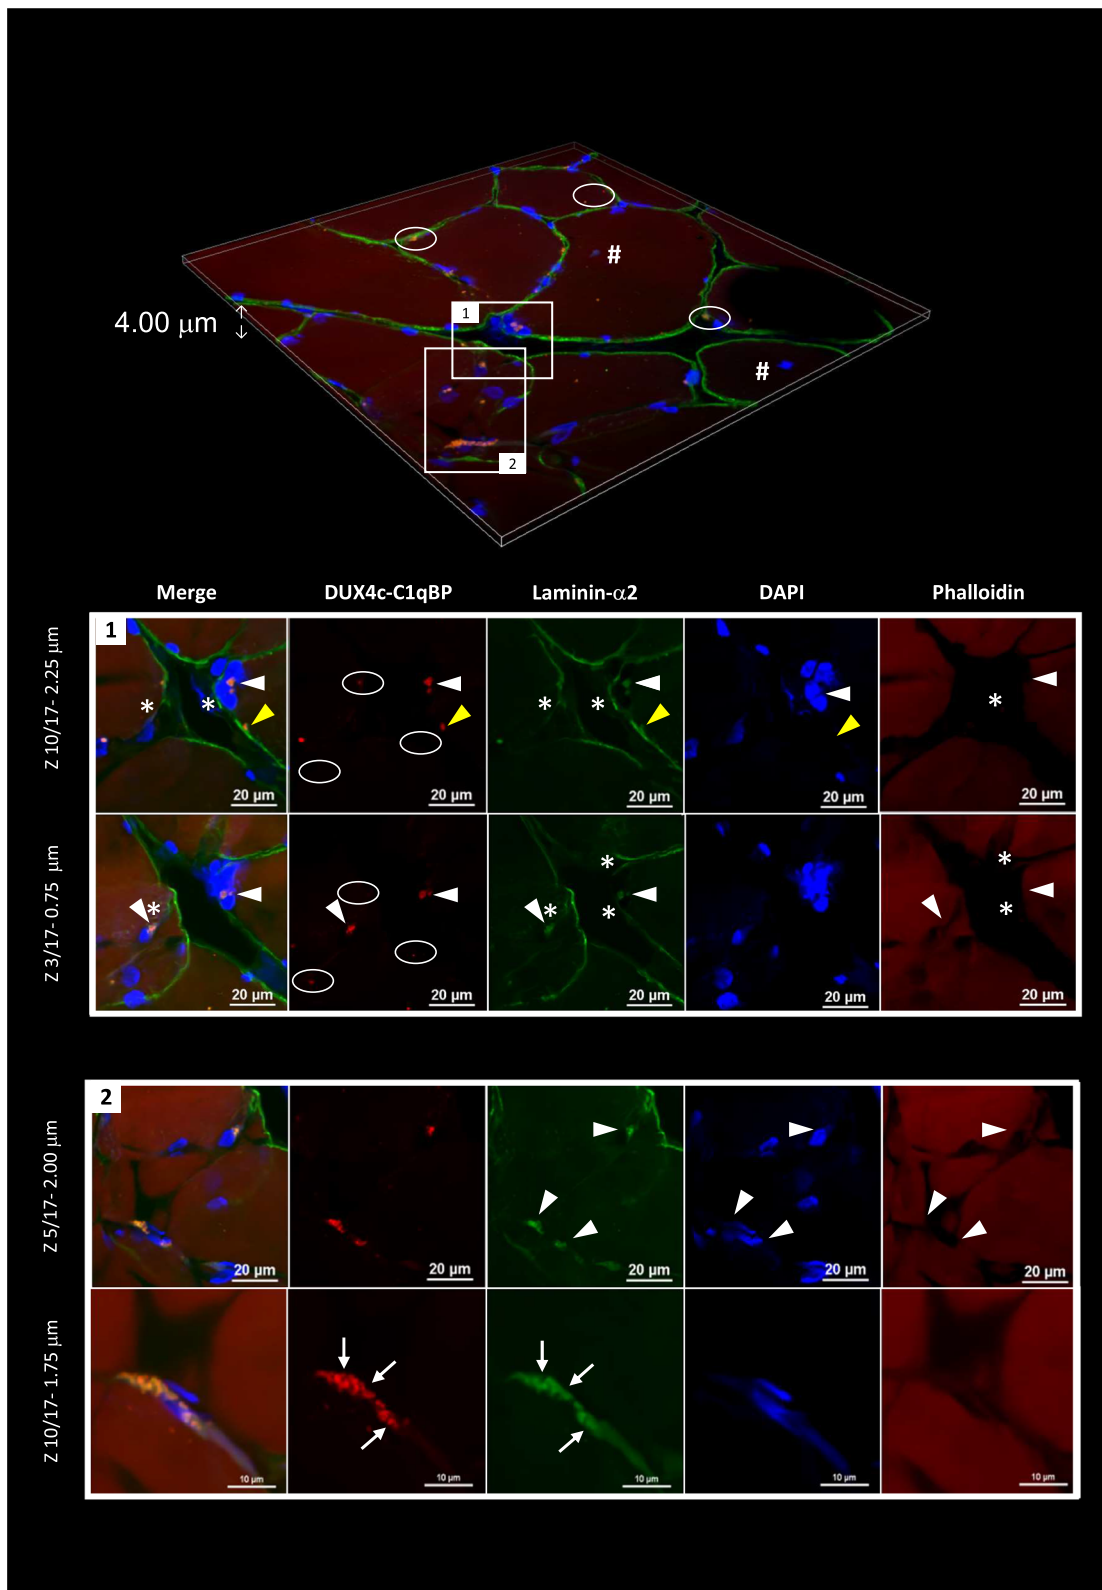 #
1
4.00 μm
#
2
Merge DUX4c-C1qBP Laminin-α2 DAPI Phalloidin
1
Z 10/17- 2.25 μm
* * * * *
20 μm 20 μm 20 μm 20 μm 20 μm
Z 3/17- 0.75 μm
* * * * * *
20 μm 20 μm 20 μm 20 μm 20 μm
2
Z 5/17- 2.00 μm
20 μm 20 μm 20 μm 20 μm 20 μm
Z 10/17- 1.75 μm
10 μm 10 μm 10 μm 10 μm 10 μm